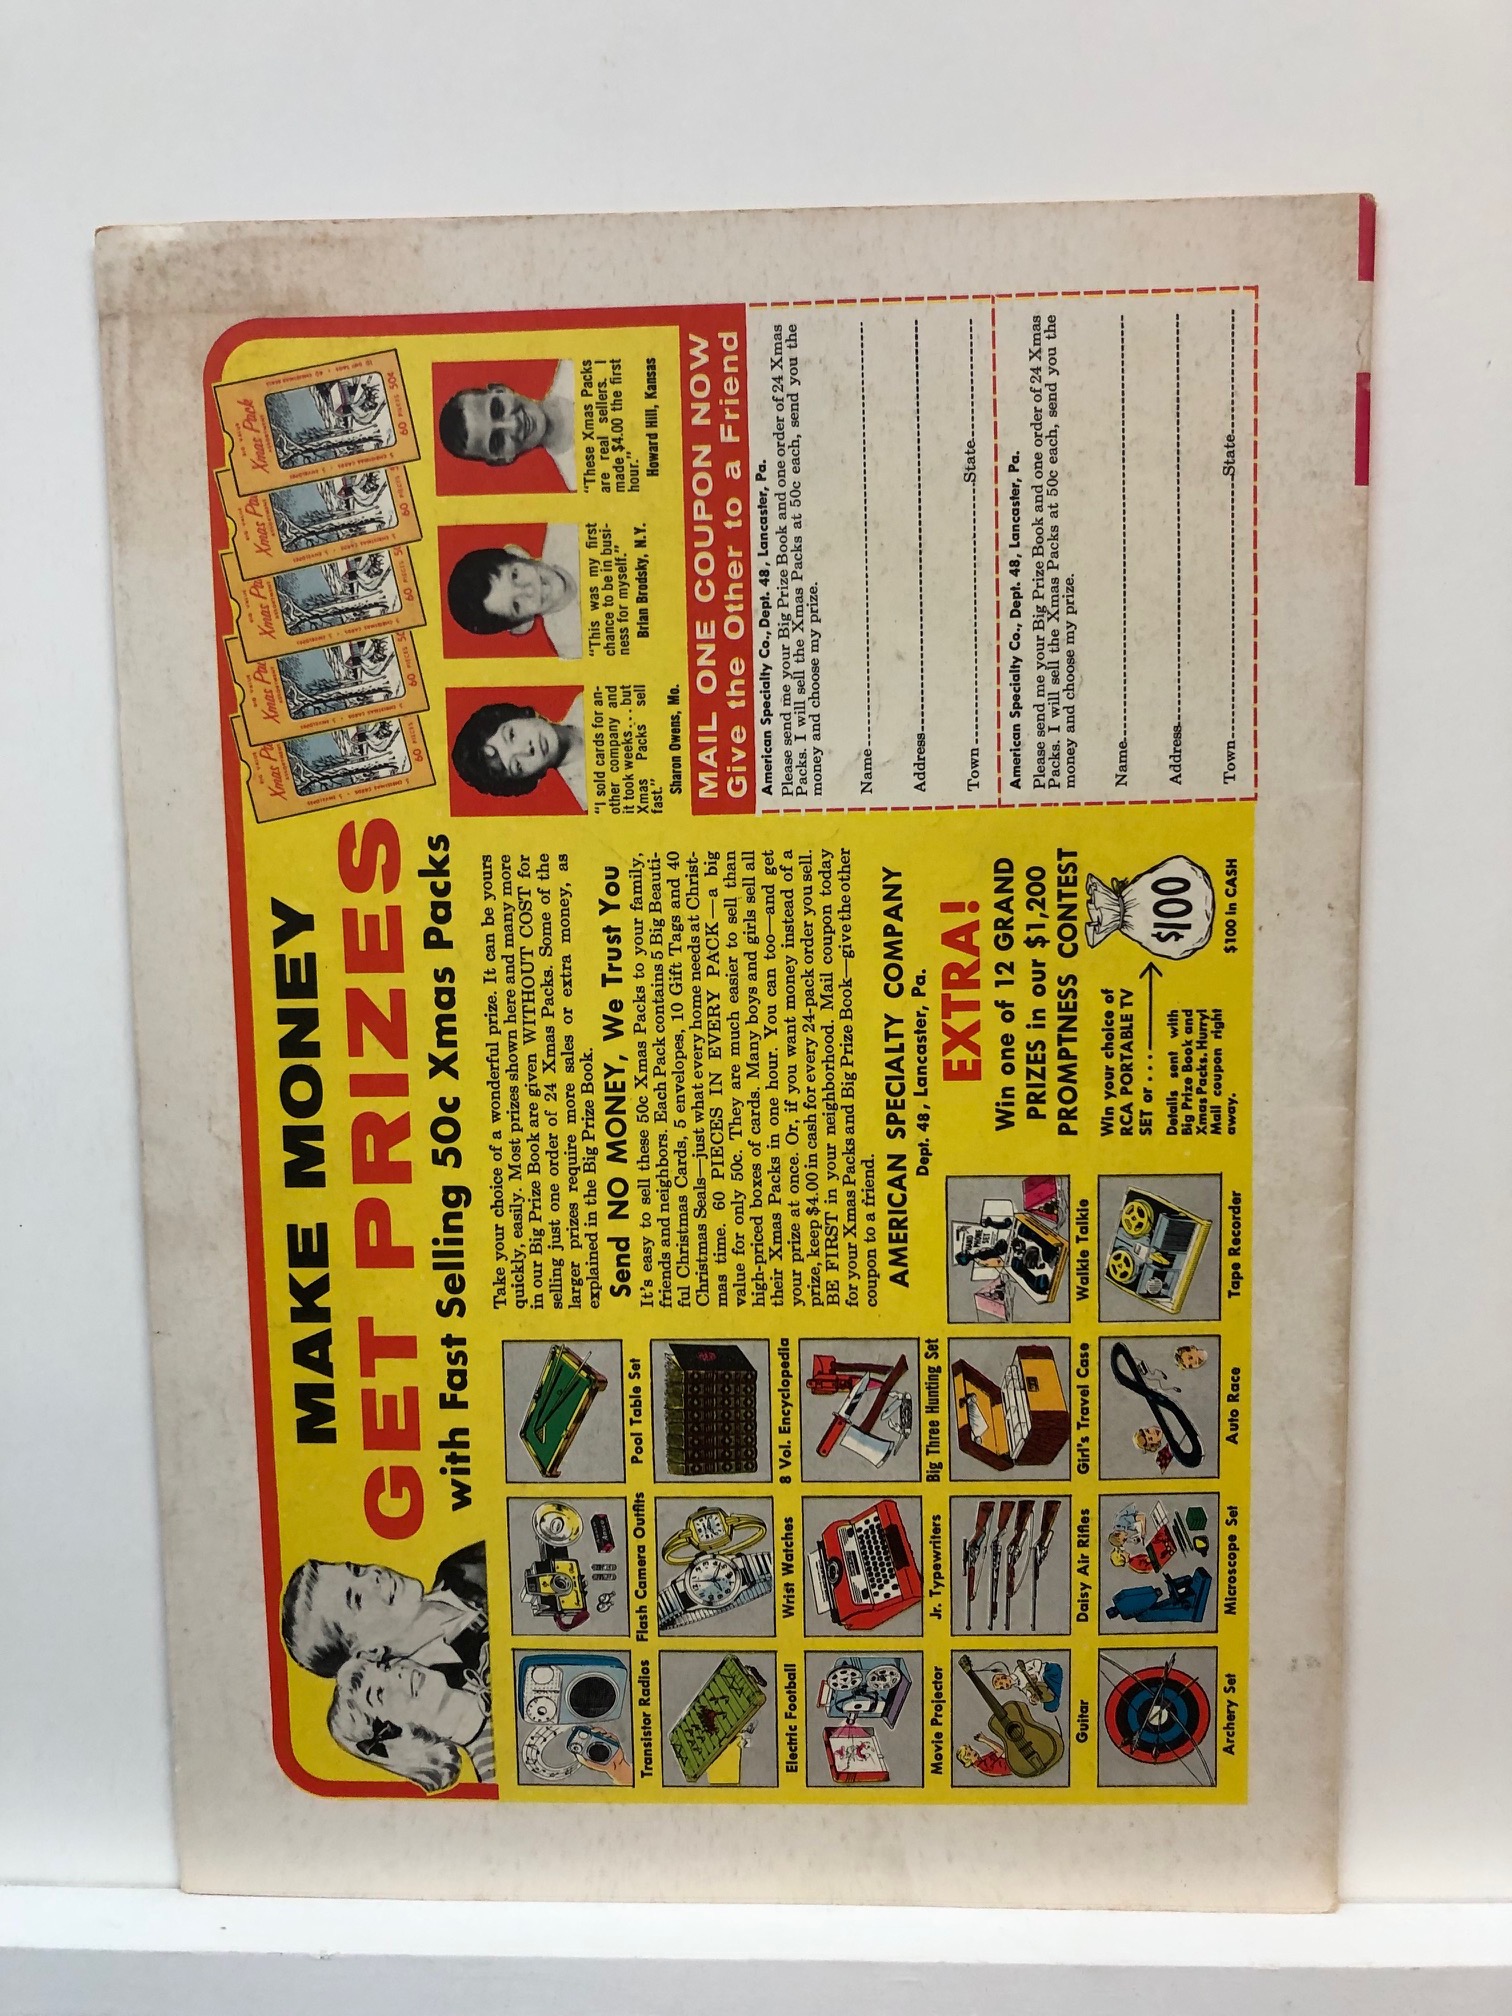 MAKE MONEY
GET PRIZES
with Fast Selling 50c Xmas Packs
Take your choice of a wonderful prize. It can be yours
quickly, easily. Most prizes shown here and many more
in our Big Prize Book are given WITHOUT COST for
selling just one order of 24 Xmas Packs. Some of the
larger prizes require more sales or extra money, as
explained in the Big Prize Book.
Send NO MONEY, We Trust You
It's easy to sell these 50c Xmas Packs to your family,
friends and neighbors. Each Pack contains 5 Big Beauti-
ful Christmas Cards, 5 envelopes, 10 Gift Tags and 40
Christmas Seals—just what every home needs at Christ-
mas time. 60 PIECES IN EVERY PACK—a big
value for only 50c. They are much easier to sell than
high-priced boxes of cards. Many boys and girls sell all
their Xmas Packs in one hour. You can too—and get
your prize at once. Or, if you want money instead of a
prize, keep $4.00 in cash for every 24-pack order you sell.
BE FIRST in your neighborhood. Mail coupon today
for your Xmas Packs and Big Prize Book—give the other
coupon to a friend.
AMERICAN SPECIALTY COMPANY
Dept. 48, Lancaster, Pa.
Transistor Radios
Flash Camera Outfits
Pool Table Set
Electric Football
Wrist Watches
8 Vol. Encyclopedia
Movie Projector
Jr. Typewriters
Big Three Hunting Set
Guitar
Daisy Air Rifles
Girl's Travel Case
Walkie Talkie
Archery Set
Microscope Set
Auto Race
Tape Recorder
EXTRA!
Win one of 12 GRAND
PRIZES in our $1,200
PROMPTNESS CONTEST
Win your choice of
RCA PORTABLE TV
SET or...
Details sent with
Big Prize Book and
Xmas Packs. Hurry!
Mail coupon right
away.
$100
$100 in CASH
Xmas Pack
60 PIECES 50c
"I sold cards for an-
other company and
it took weeks...but
Xmas Packs sell
fast."
Sharon Owens, Mo.
"This was my first
chance to be in busi-
ness for myself."
Brian Brodsky, N.Y.
"These Xmas Packs
are real sellers. I
made $4.00 the first
hour."
Howard Hill, Kansas
MAIL ONE COUPON NOW
Give the Other to a Friend
American Specialty Co., Dept. 48, Lancaster, Pa.
Please send me your Big Prize Book and one order of 24 Xmas
Packs. I will sell the Xmas Packs at 50c each, send you the
money and choose my prize.
Name
Address
Town State
American Specialty Co., Dept. 48, Lancaster, Pa.
Please send me your Big Prize Book and one order of 24 Xmas
Packs. I will sell the Xmas Packs at 50c each, send you the
money and choose my prize.
Name
Address
Town State